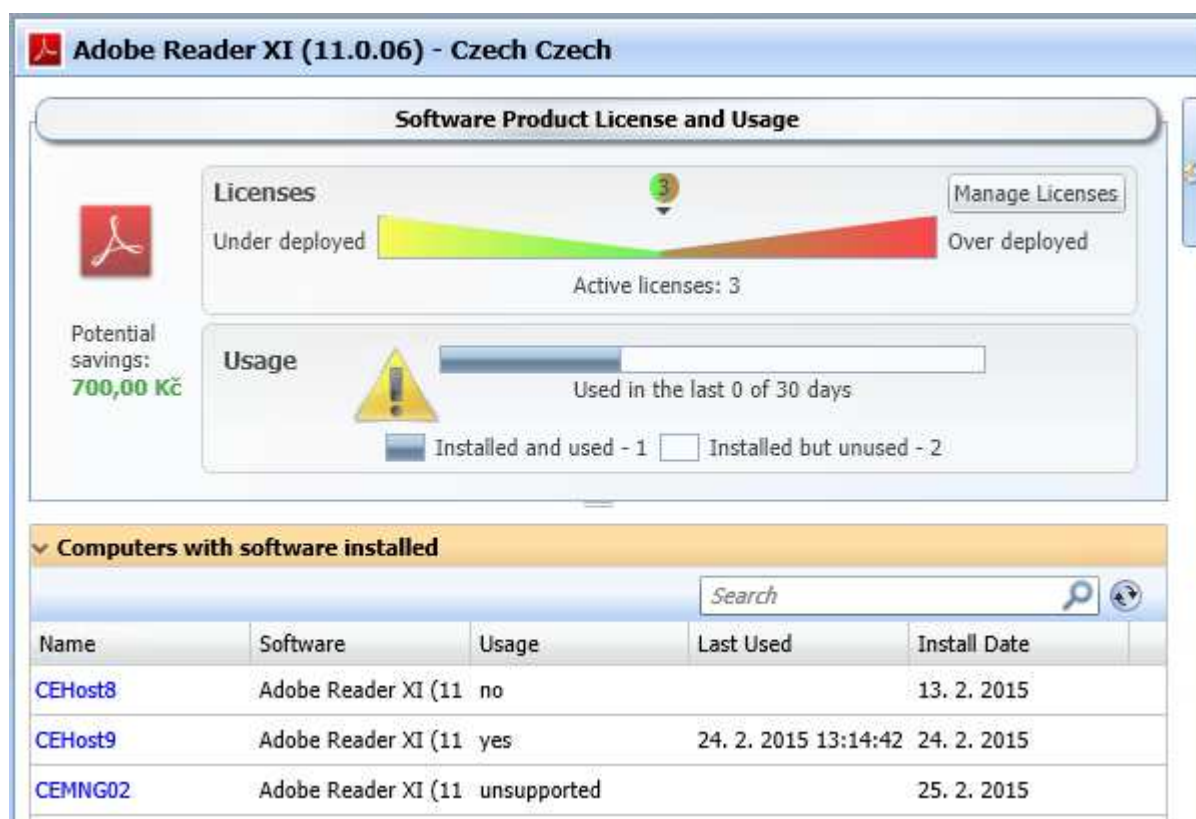 Adobe Reader XI (11.0.06) - Czech Czech
Software Product License and Usage
Licenses
3
Manage Licenses
Under deployed
Over deployed
Active licenses: 3
Potential
savings:
700,00 Kč
Usage
Used in the last 0 of 30 days
Installed and used - 1
Installed but unused - 2
Computers with software installed
Search
Name Software Usage Last Used Install Date
CEHost8 Adobe Reader XI (11 no 13. 2. 2015
CEHost9 Adobe Reader XI (11 yes 24. 2. 2015 13:14:42 24. 2. 2015
CEMNG02 Adobe Reader XI (11 unsupported 25. 2. 2015